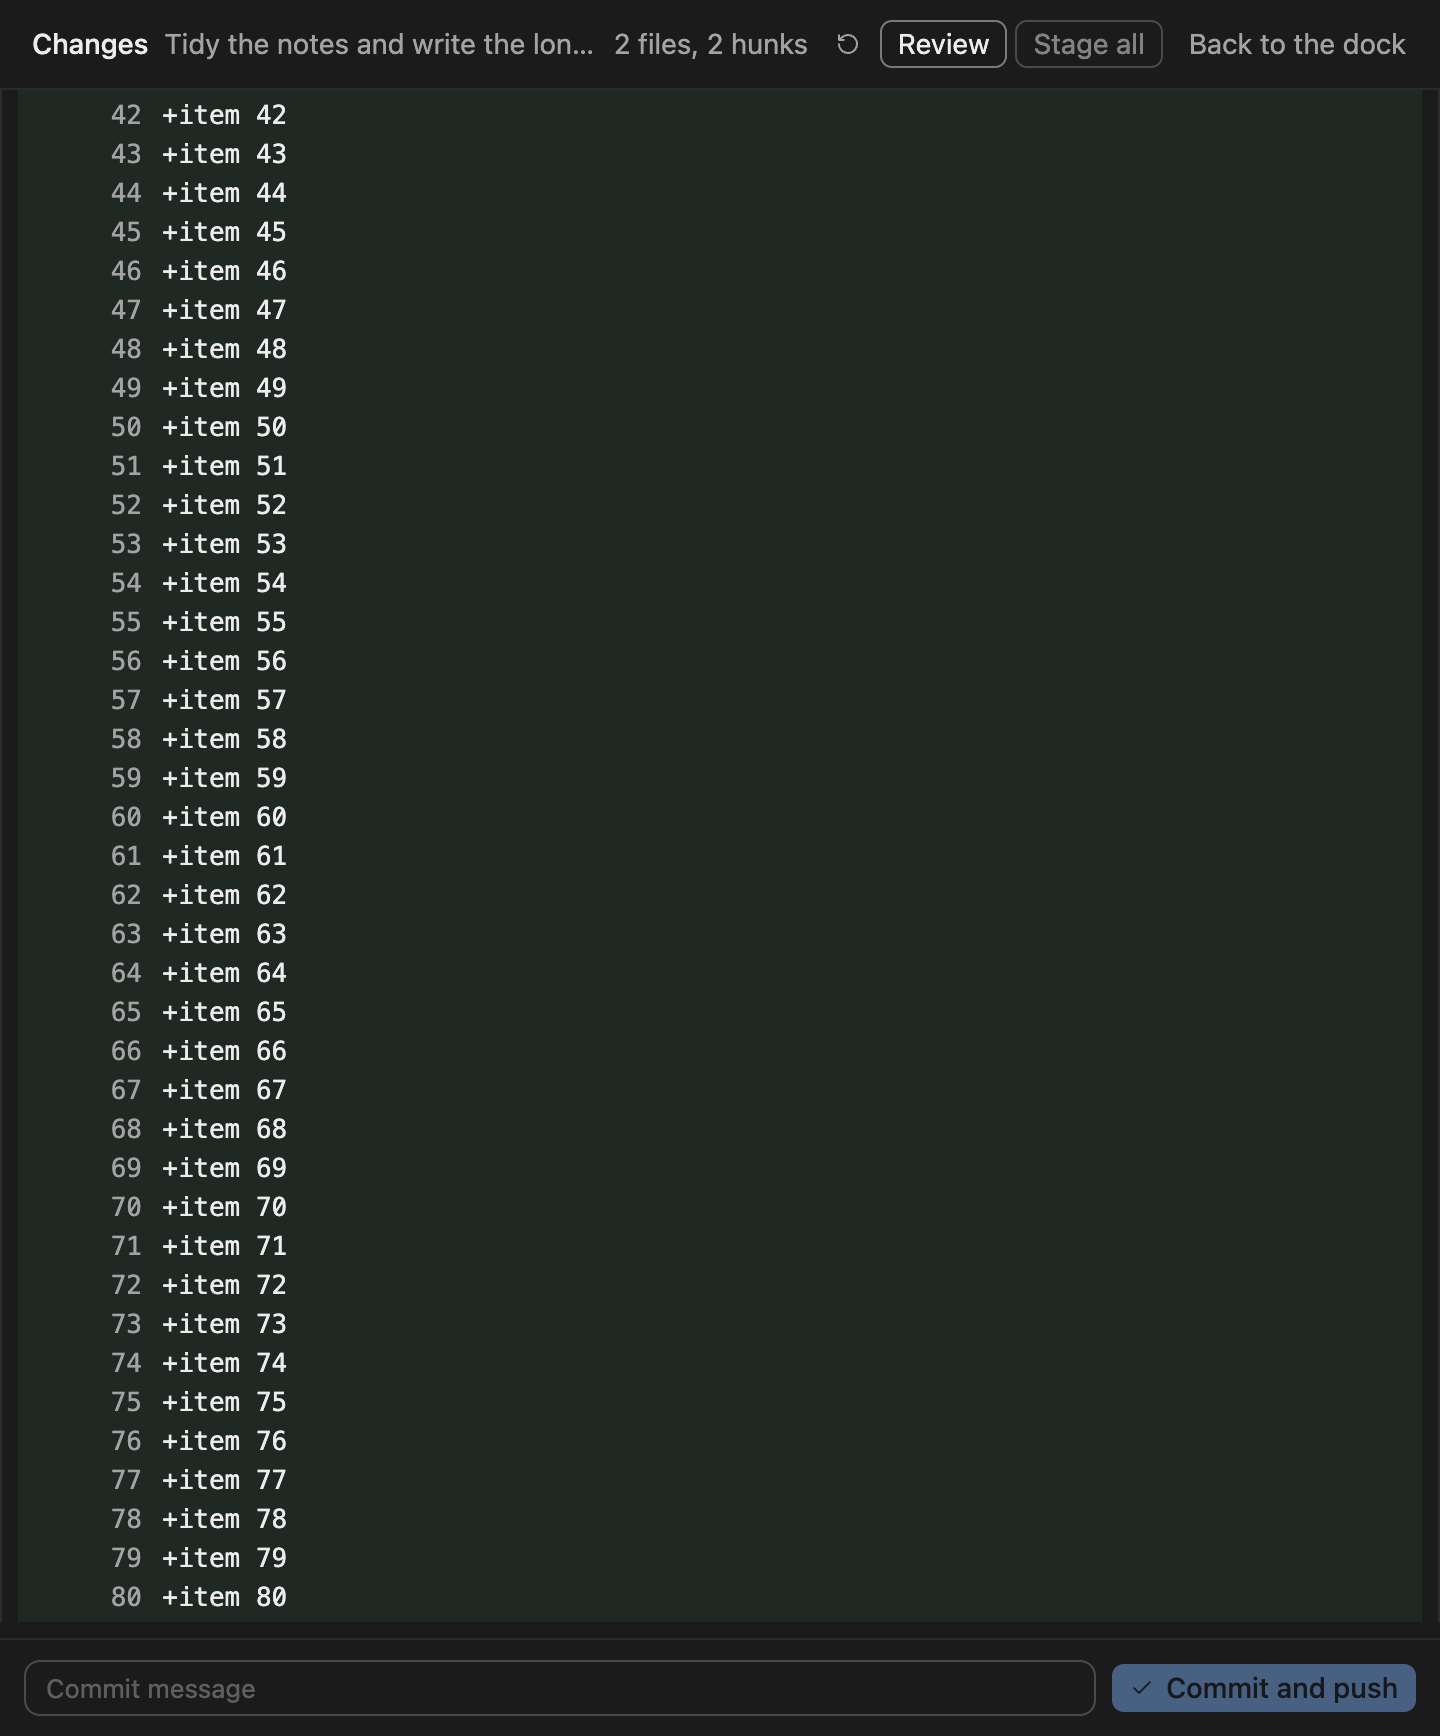 Changes Tidy the notes and write the lon... 2 files, 2 hunks Review Stage all Back to the dock
42 +item 42
43 +item 43
44 +item 44
45 +item 45
46 +item 46
47 +item 47
48 +item 48
49 +item 49
50 +item 50
51 +item 51
52 +item 52
53 +item 53
54 +item 54
55 +item 55
56 +item 56
57 +item 57
58 +item 58
59 +item 59
60 +item 60
61 +item 61
62 +item 62
63 +item 63
64 +item 64
65 +item 65
66 +item 66
67 +item 67
68 +item 68
69 +item 69
70 +item 70
71 +item 71
72 +item 72
73 +item 73
74 +item 74
75 +item 75
76 +item 76
77 +item 77
78 +item 78
79 +item 79
80 +item 80
Commit message Commit and push